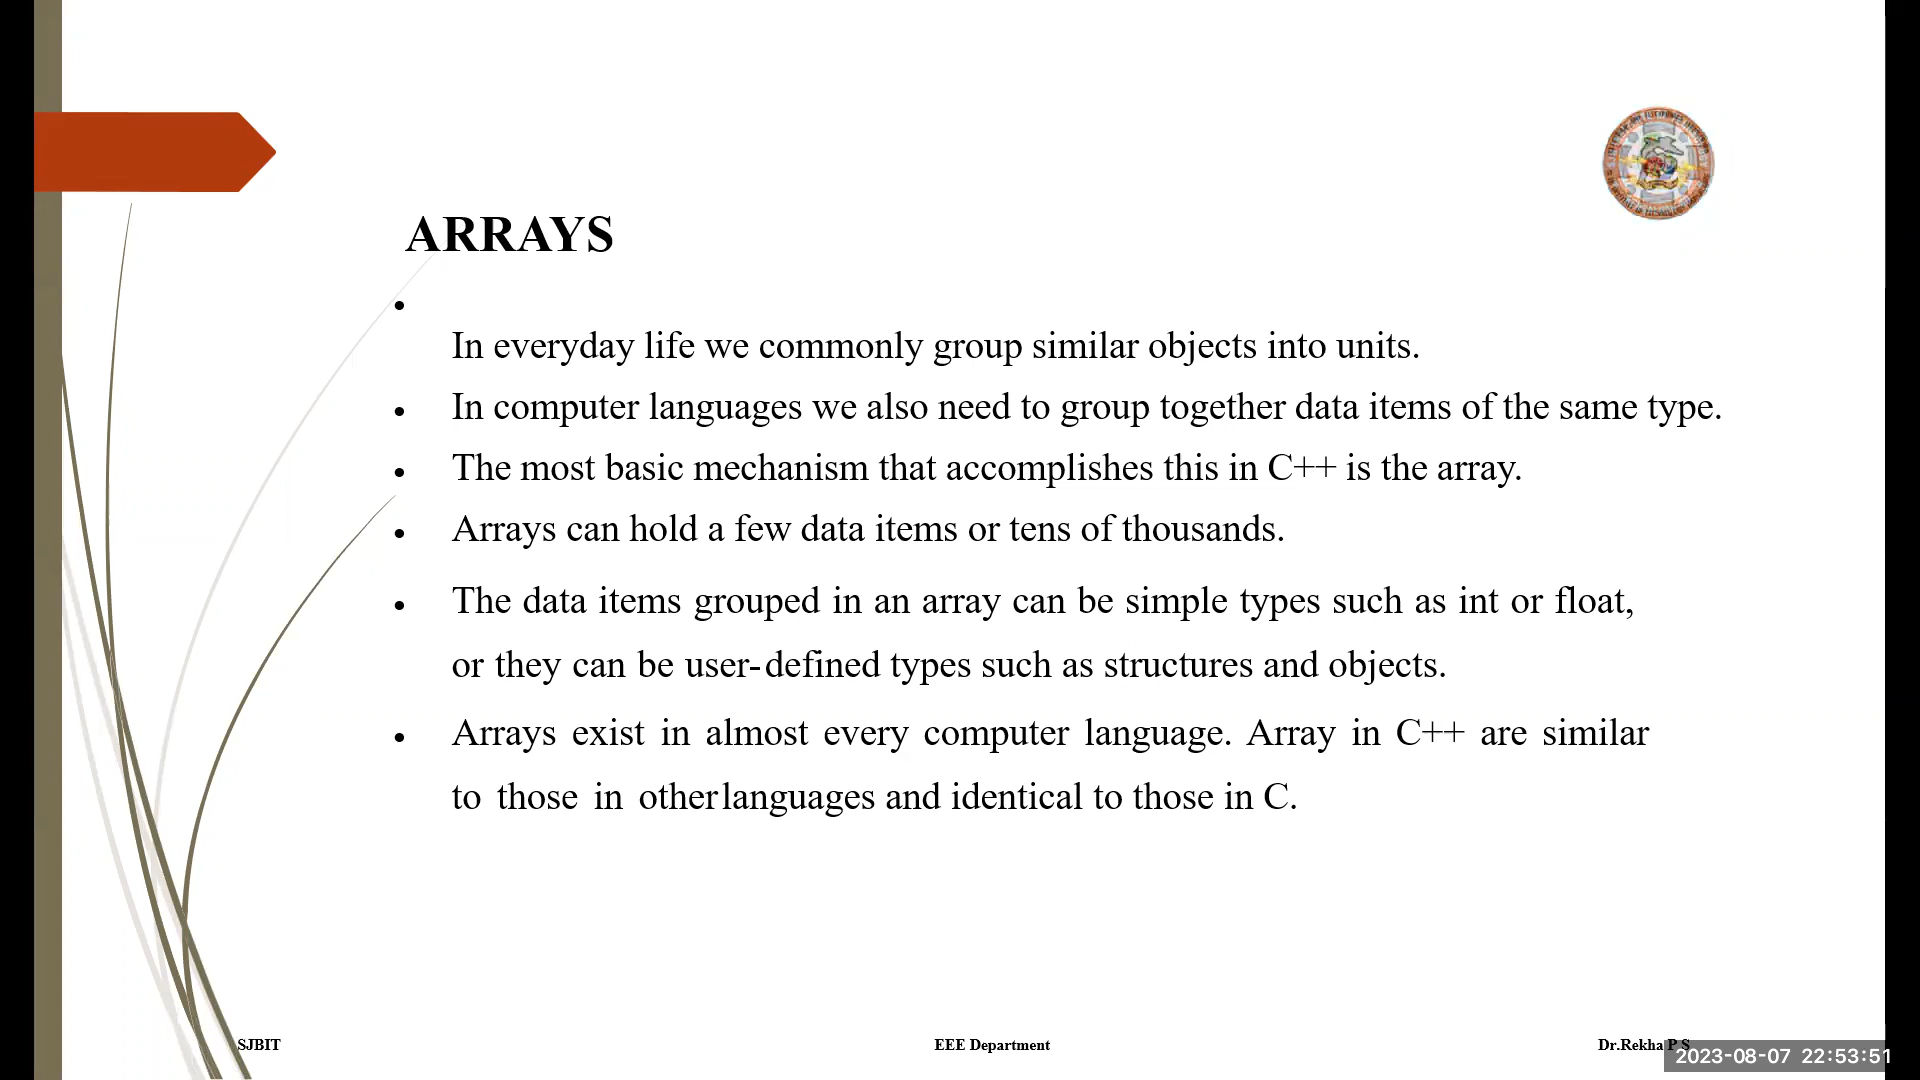 ARRAYS
• In everyday life we commonly group similar objects into units.
• In computer languages we also need to group together data items of the same type.
• The most basic mechanism that accomplishes this in C++ is the array.
• Arrays can hold a few data items or tens of thousands.
• The data items grouped in an array can be simple types such as int or float,
or they can be user-defined types such as structures and objects.
• Arrays exist in almost every computer language. Array in C++ are similar
to those in otherlanguages and identical to those in C.
SJBIT
EEE Department
Dr.Rekha P S
2023-08-07 22:53:51